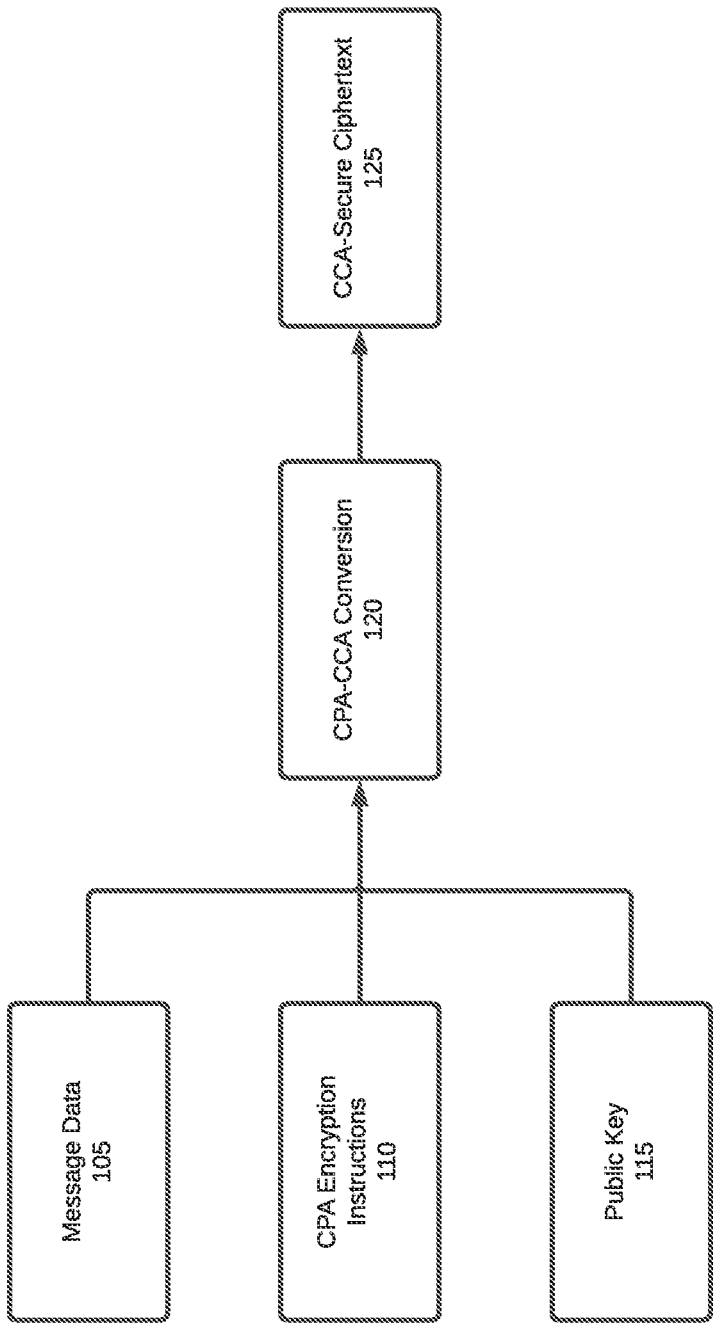 Message Data
105
CPA Encryption
Instructions
110
Public Key
115
CPA-CCA Conversion
120
CCA-Secure Ciphertext
125